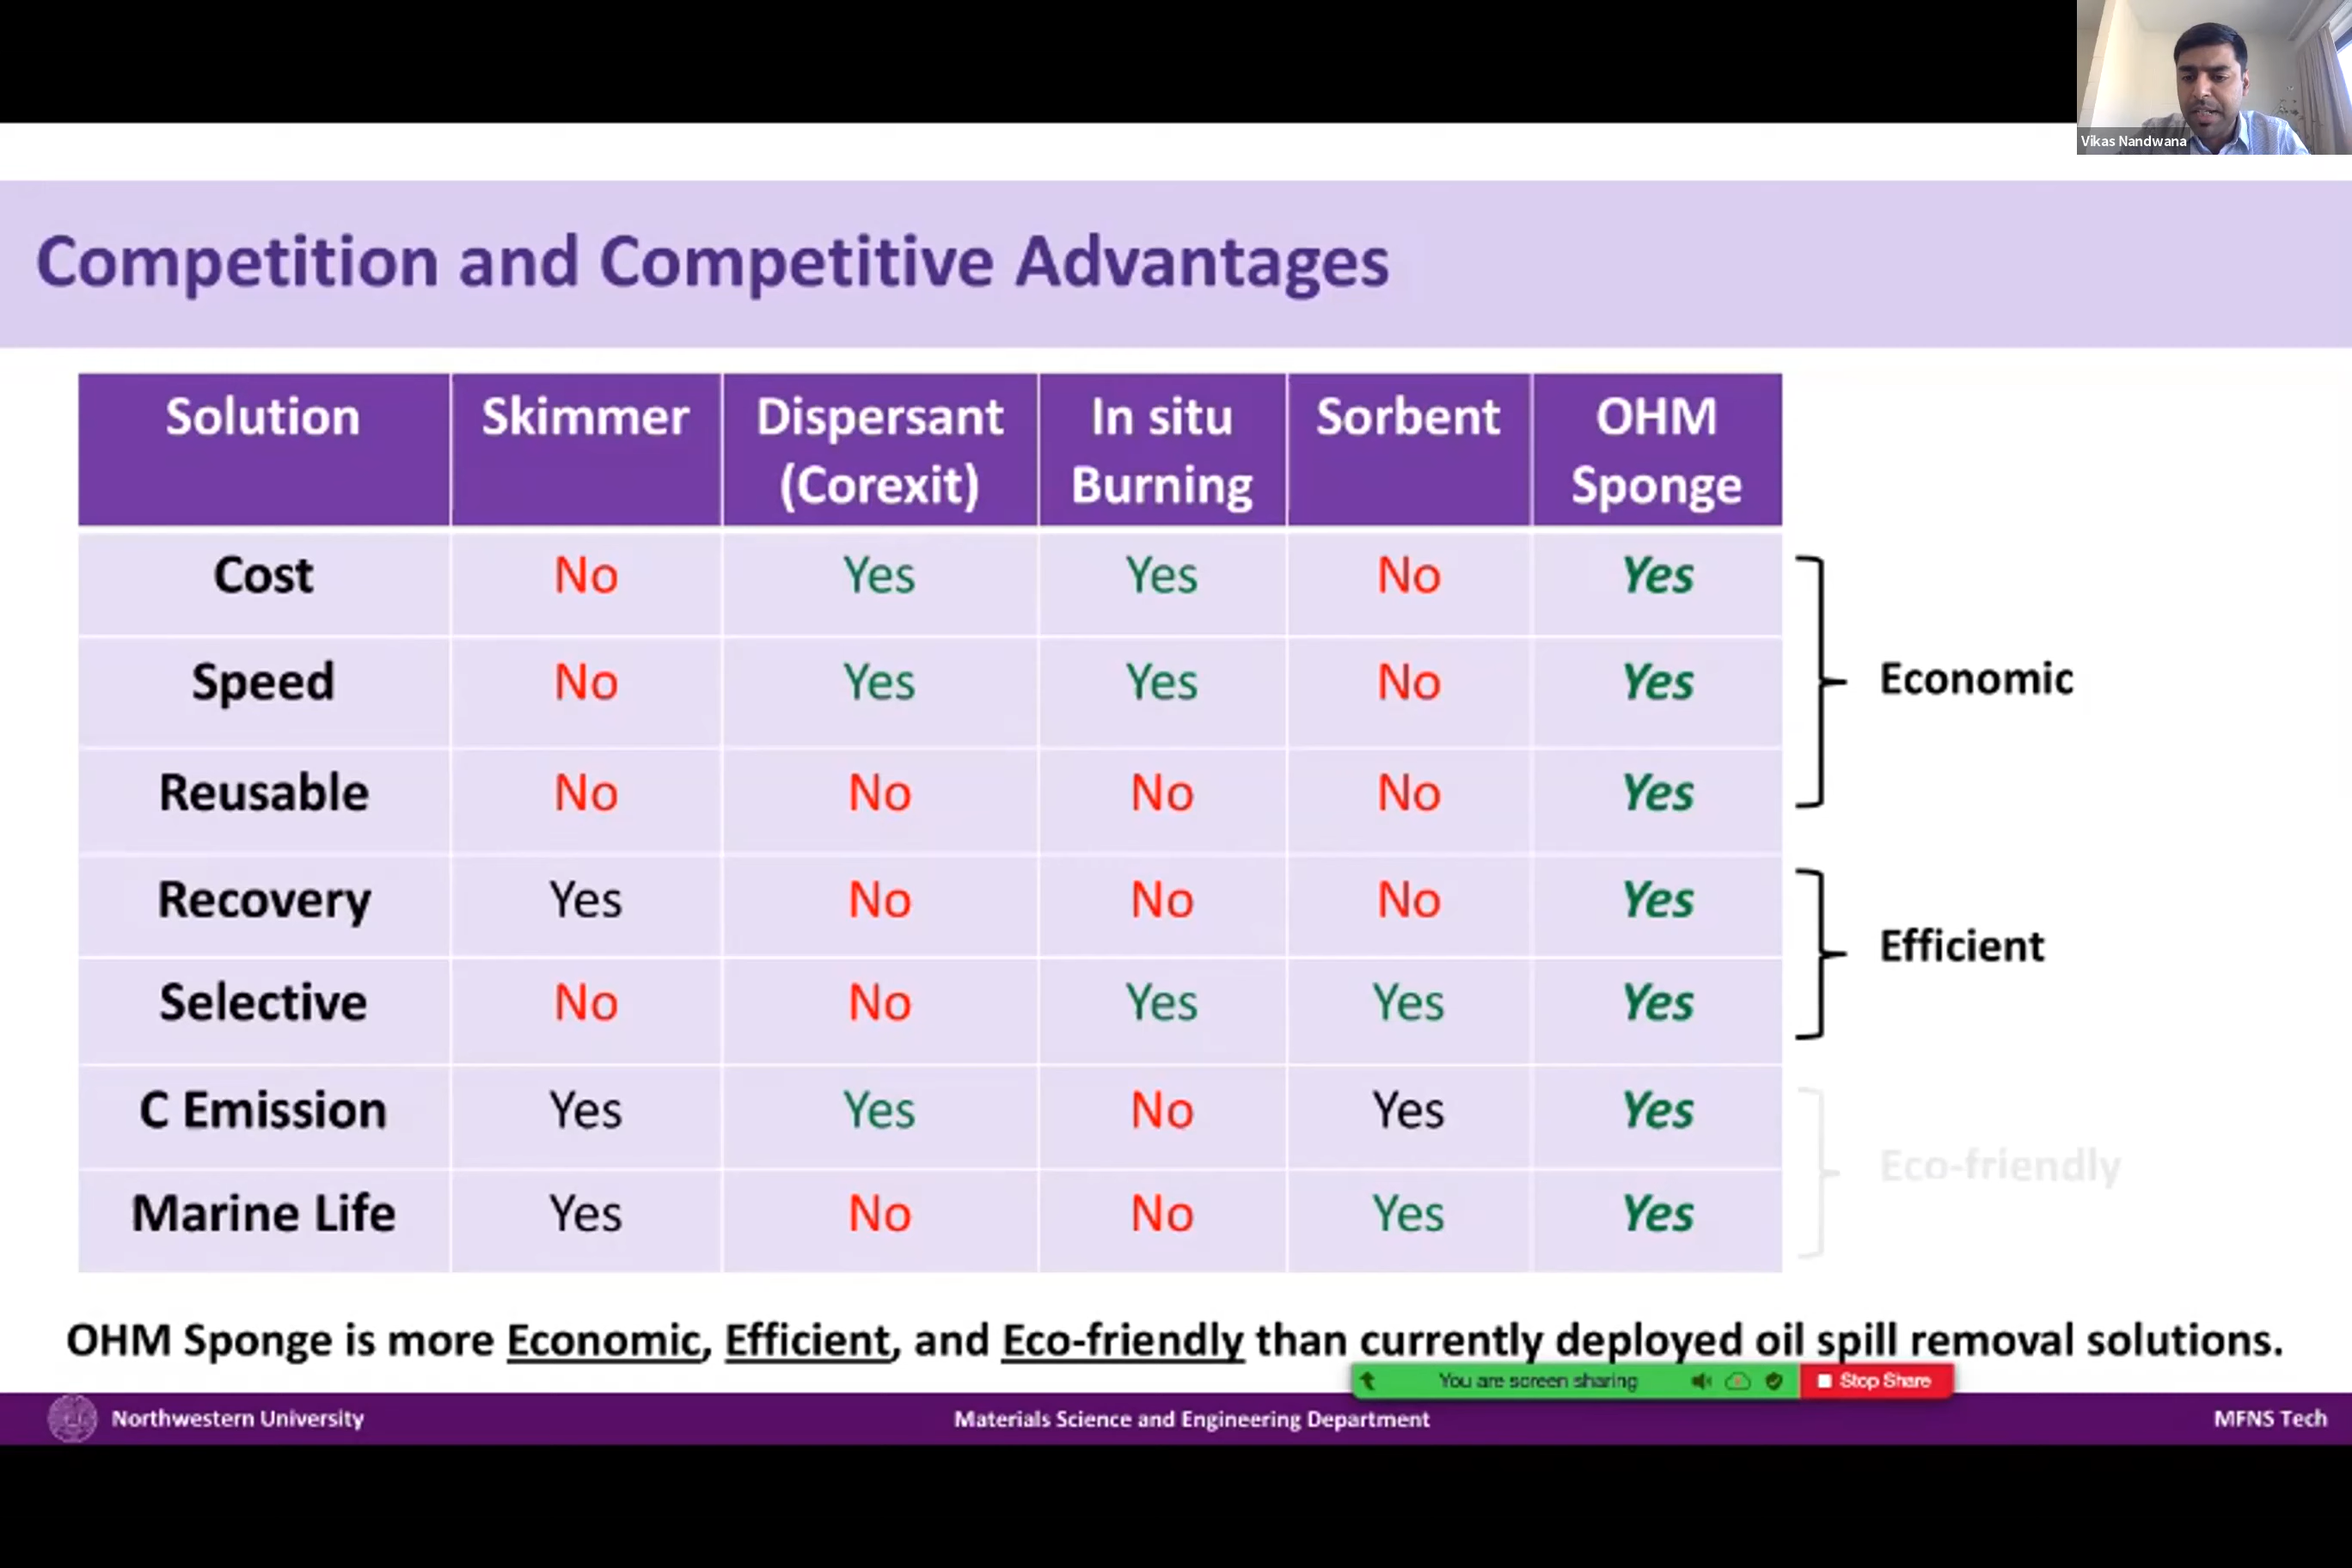 Vikas Nandwana
Competition and Competitive Advantages
Solution Skimmer Dispersant (Corexit) In situ Burning Sorbent OHM Sponge
Cost No Yes Yes No Yes
Speed No Yes Yes No Yes
Economic
Reusable No No No No Yes
Recovery Yes No No No Yes
Efficient
Selective No No Yes Yes Yes
C Emission Yes Yes No Yes Yes
Eco-friendly
Marine Life Yes No No Yes Yes
OHM Sponge is more Economic, Efficient, and Eco-friendly than currently deployed oil spill removal solutions.
You are screen sharing Stop Share
Northwestern University Materials Science and Engineering Department MFNS Tech